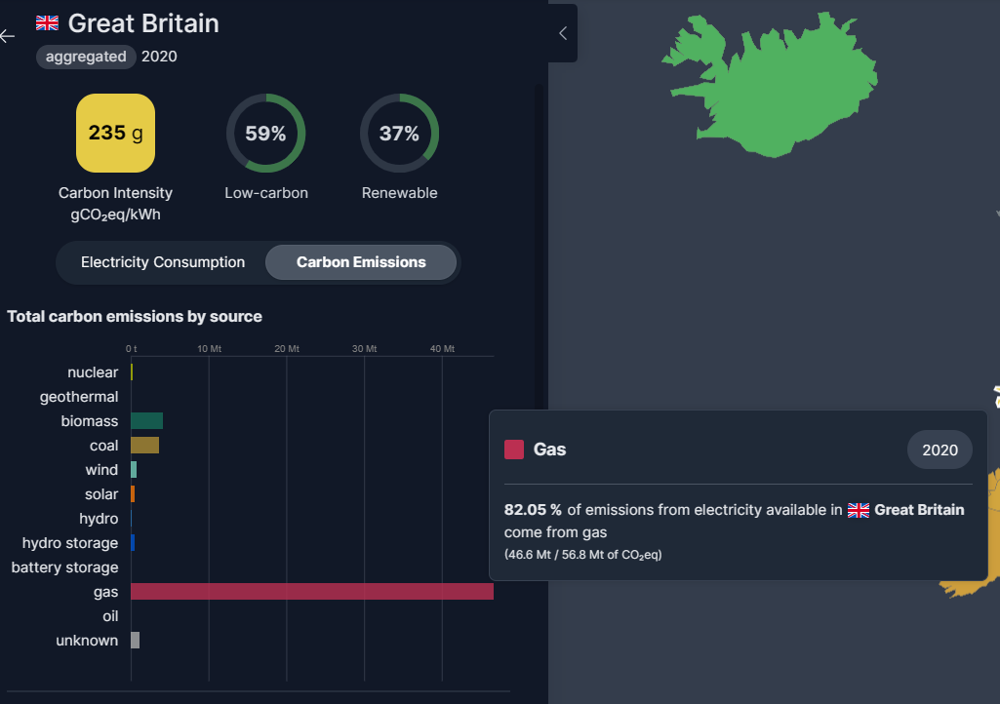 Great Britain
aggregated 2020
235 g
59%
37%
Carbon Intensity
gCO₂eq/kWh
Low-carbon
Renewable
Electricity Consumption
Carbon Emissions
Total carbon emissions by source
0 t
10 Mt
20 Mt
30 Mt
40 Mt
nuclear
geothermal
biomass
coal
wind
solar
hydro
hydro storage
battery storage
gas
oil
unknown
Gas
2020
82.05 % of emissions from electricity available in Great Britain
come from gas
(46.6 Mt / 56.8 Mt of CO₂eq)